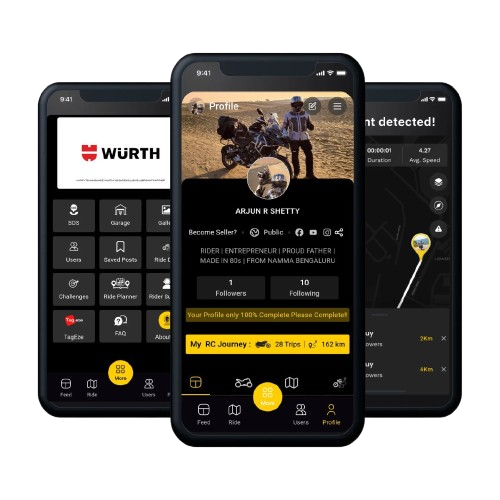 9:41
WÜRTH
SOS
Garage
Galle
Users
Saved Posts
Ride D
Challenges
Ride Planner
Rider B
TagEze
FAQ
About
More
Feed
Ride
Users
P
9:41
Profile
ARJUN R SHETTY
Become Seller?
Public
RIDER | ENTREPRENEUR | PROUD FATHER |
MADE IN 80s | FROM NAMMA BENGALURU
1
Followers
10
Following
Your Profile only 100% Complete Please Complete!!
My RC Journey :
28 Trips
162 km
More
Feed
Ride
Users
Profile
nt detected!
00:00:01
Duration
4.27
Avg. Speed
uy
owers
2Km
owers
4Km